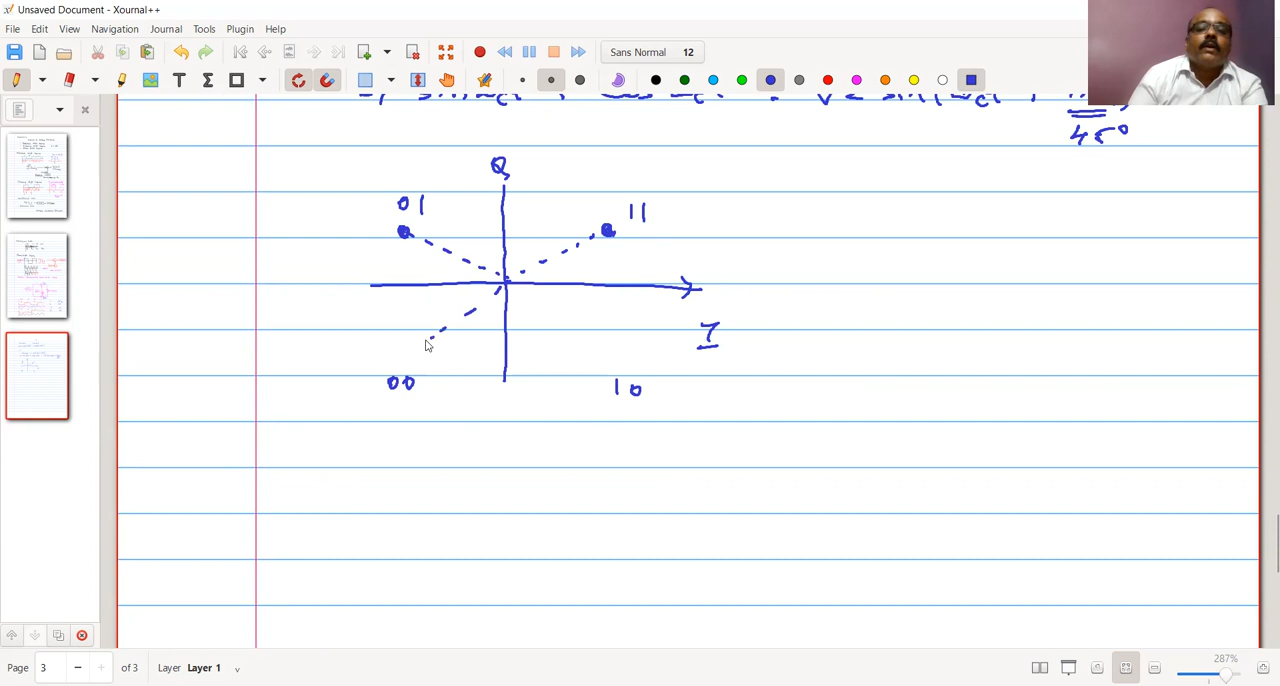 Unsaved Document - Xournal++
File Edit View Navigation Journal Tools Plugin Help
Sans Normal 12
45°
Q
01
11
I
00
10
Page 3 of 3 Layer Layer 1
287%